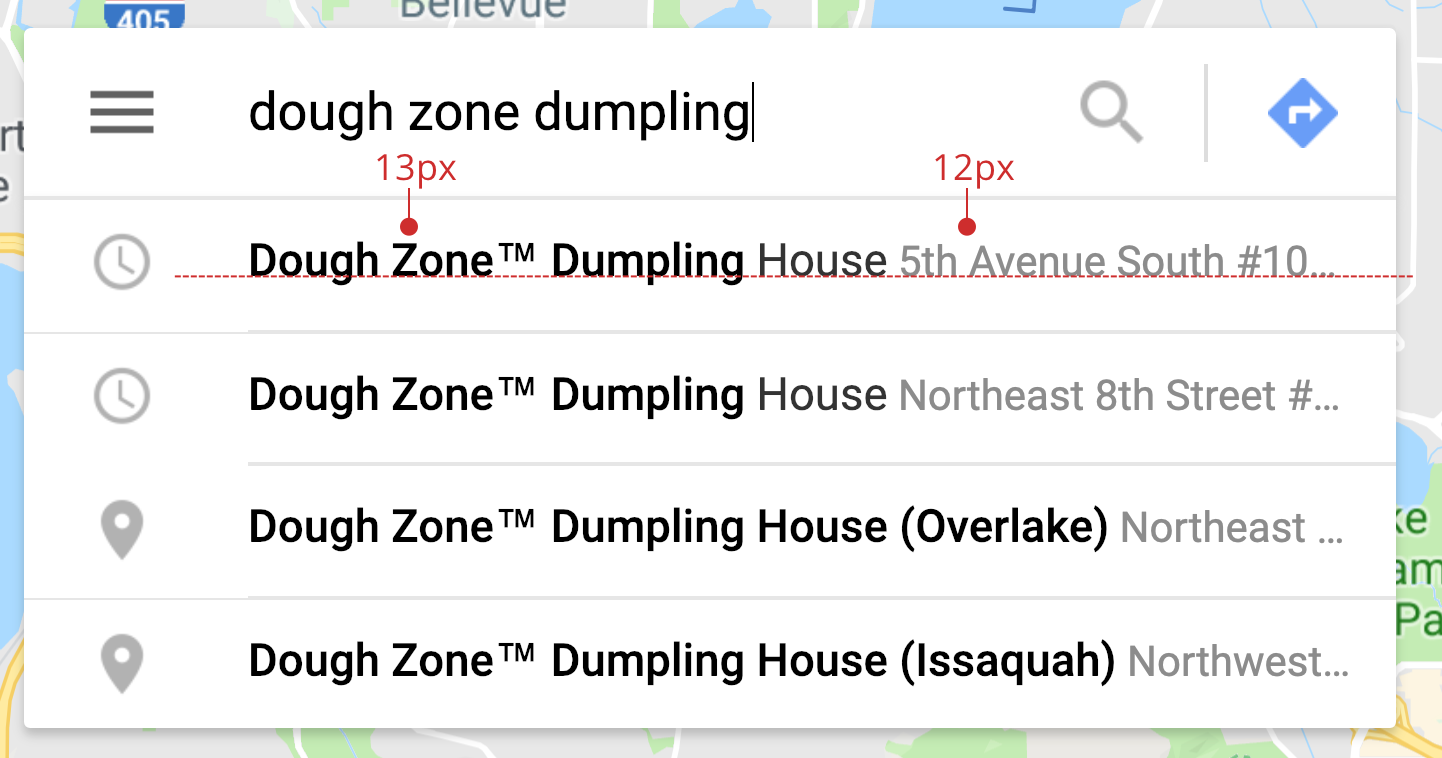 405
Bellevue
dough zone dumpling
13px
12px
Dough Zone™ Dumpling House 5th Avenue South #10...
Dough Zone™ Dumpling House Northeast 8th Street #...
Dough Zone™ Dumpling House (Overlake) Northeast ...
Dough Zone™ Dumpling House (Issaquah) Northwest...